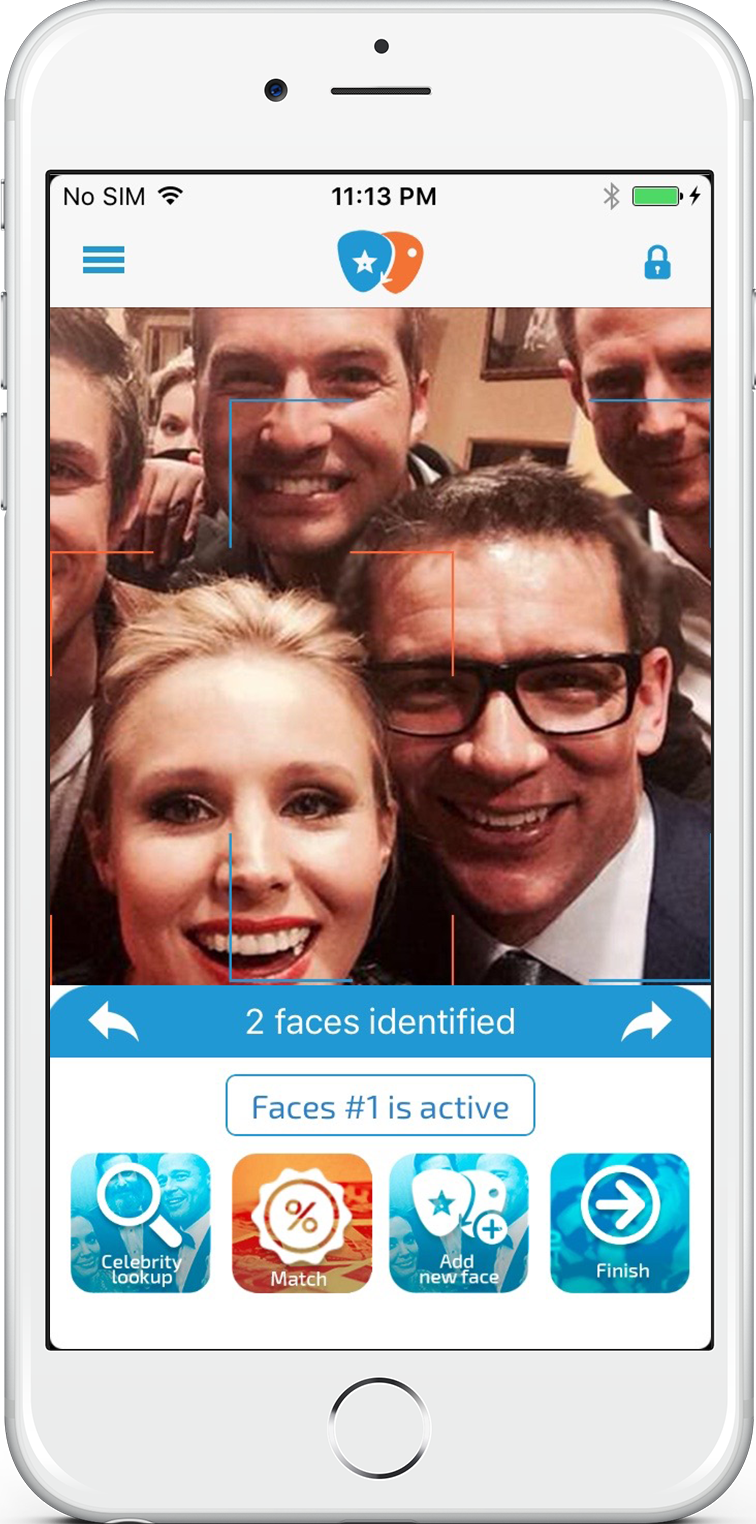 No SIM 11:13 PM
2 faces identified
Faces #1 is active
Celebrity
lookup
%
Match
Add
new face
Finish